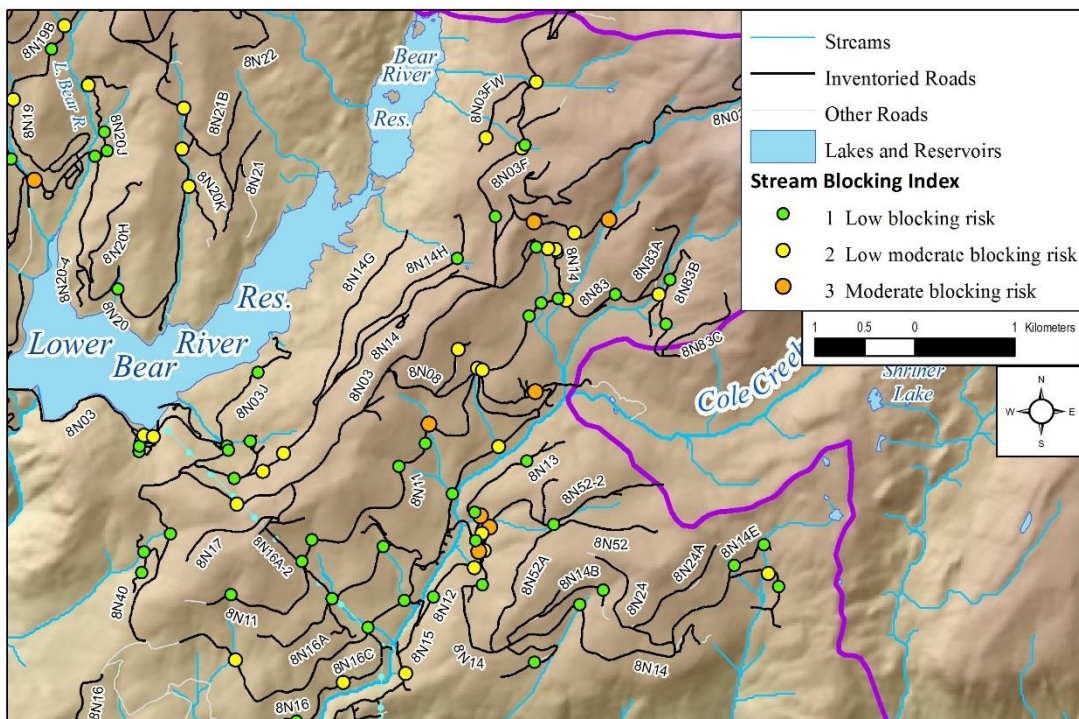 8N19B
8N22
Bear
River
Res.
L. Bear R.
8N19
8N20J
8N21B
8N03FW
8N03
8N20K
8N21
8N03F
8N20H
8N14G
8N14H
8N14
8N83A
8N83
8N83B
8N20-4
8N20
Res.
Lower
River
Bear
8N14
8N03
8N08
8N83C
8N03J
8N03
Cole Creek
Shriner
Lake
8N13
8N17
8N52-2
8N17
8N16A-2
8N52
8N14E
8N24A
8N52A
8N14B
8N24
8N40
8N11
8N12
8N16A
8N16C
8N15
8N14
8N14
8N16
8N16
Streams
Inventoried Roads
Other Roads
Lakes and Reservoirs
Stream Blocking Index
1 Low blocking risk
2 Low moderate blocking risk
3 Moderate blocking risk
1 0.5 0 1 Kilometers
N
W E
S